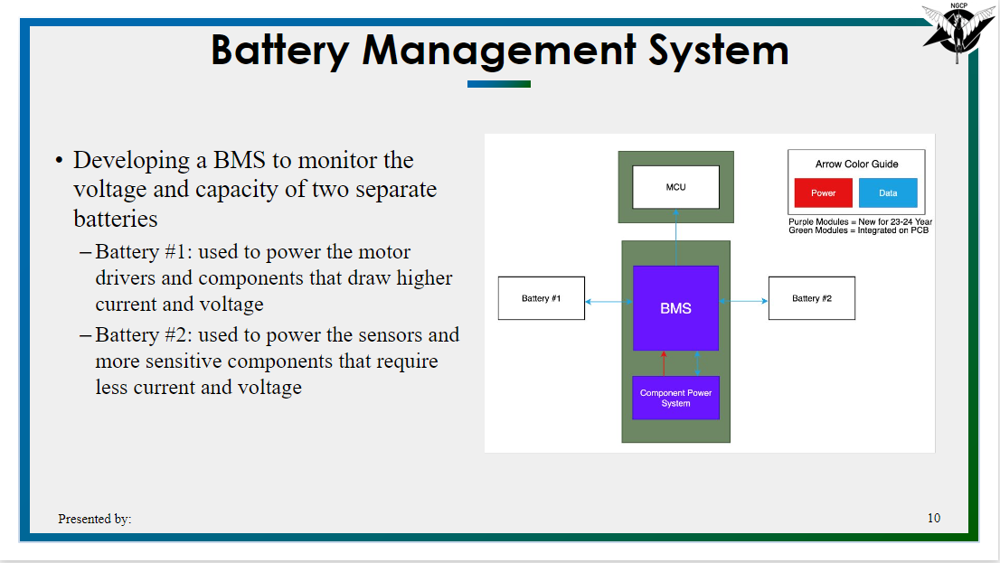 NGCP
Battery Management System
• Developing a BMS to monitor the
voltage and capacity of two separate
batteries
–Battery #1: used to power the motor
drivers and components that draw higher
current and voltage
–Battery #2: used to power the sensors and
more sensitive components that require
less current and voltage
MCU
Arrow Color Guide
Power
Data
Purple Modules = New for 23-24 Year
Green Modules = Integrated on PCB
Battery #1
BMS
Battery #2
Component Power
System
Presented by:
10